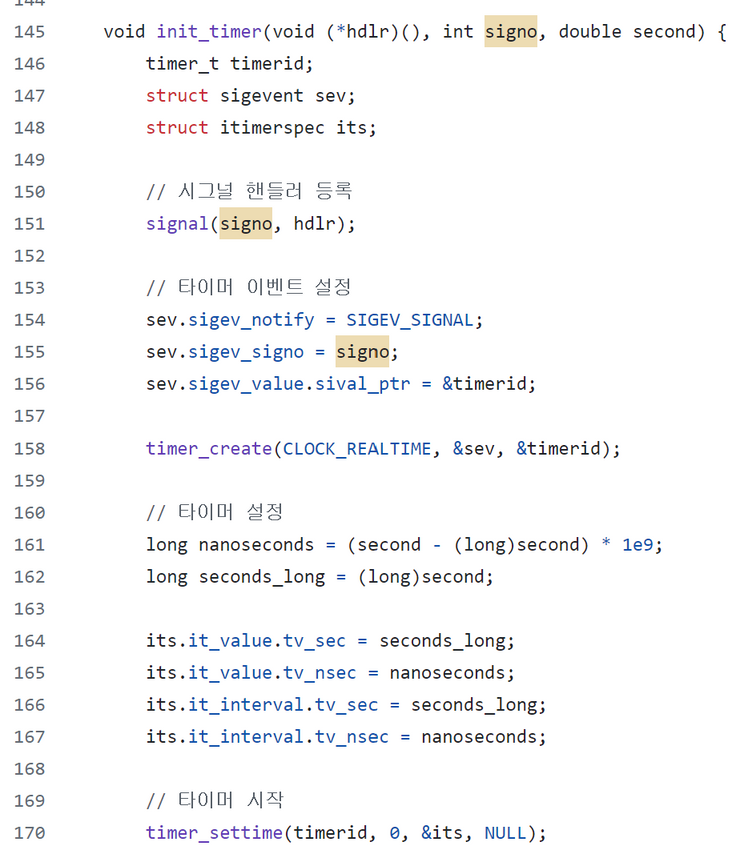 144
145 void init_timer(void (*hdlr)(), int signo, double second) {
146 timer_t timerid;
147 struct sigevent sev;
148 struct itimerspec its;
149
150 // 시그널 핸들러 등록
151 signal(signo, hdlr);
152
153 // 타이머 이벤트 설정
154 sev.sigev_notify = SIGEV_SIGNAL;
155 sev.sigev_signo = signo;
156 sev.sigev_value.sival_ptr = &timerid;
157
158 timer_create(CLOCK_REALTIME, &sev, &timerid);
159
160 // 타이머 설정
161 long nanoseconds = (second - (long)second) * 1e9;
162 long seconds_long = (long)second;
163
164 its.it_value.tv_sec = seconds_long;
165 its.it_value.tv_nsec = nanoseconds;
166 its.it_interval.tv_sec = seconds_long;
167 its.it_interval.tv_nsec = nanoseconds;
168
169 // 타이머 시작
170 timer_settime(timerid, 0, &its, NULL);